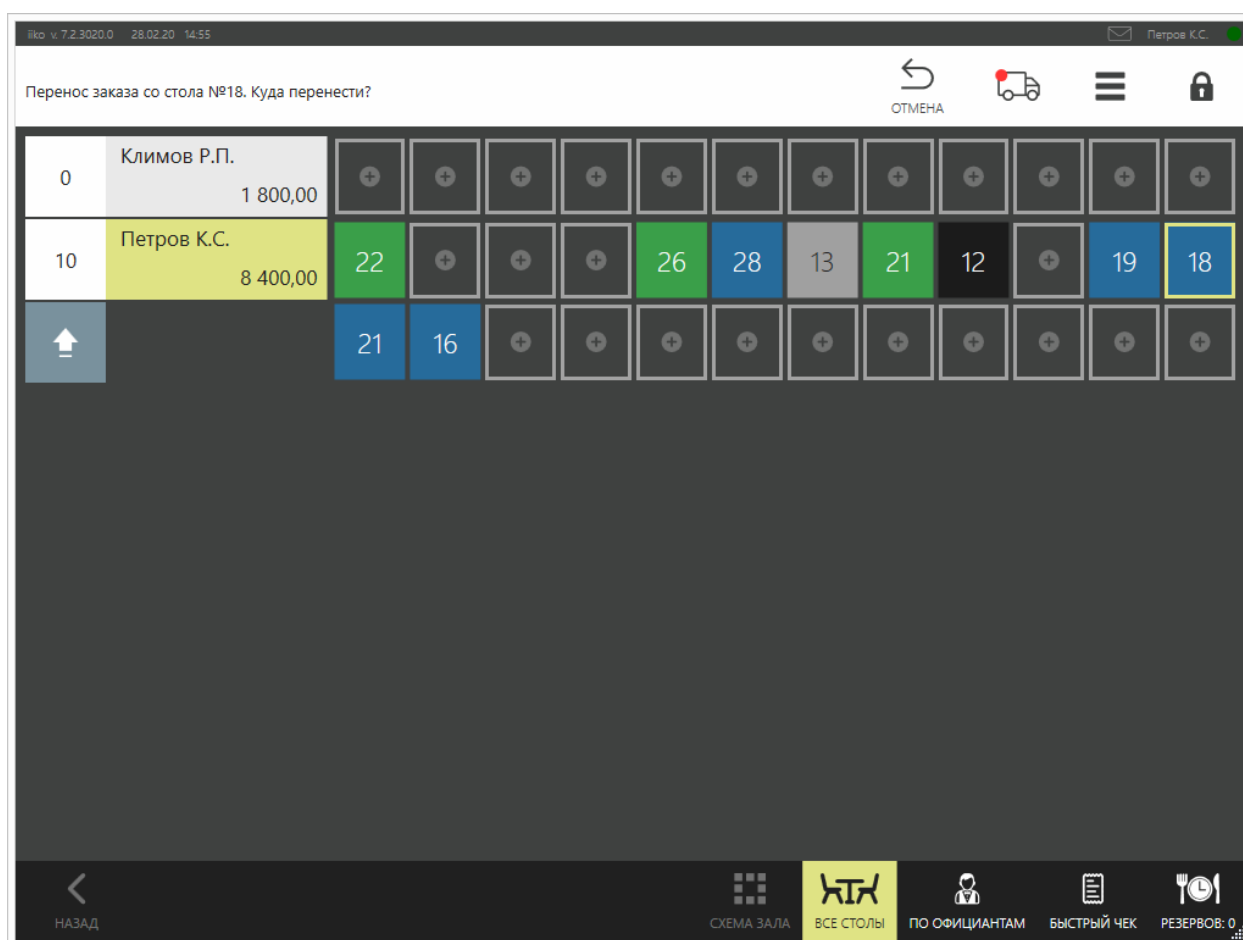 iiko v. 7.2.3020.0 28.02.20 14:55 Петров К.С.
Перенос заказа со стола №18. Куда перенести?
ОТМЕНА
0 Климов Р.П.
1 800,00
10 Петров К.С.
8 400,00
22 26 28 13 21 12 19 18
21 16
НАЗАД СХЕМА ЗАЛА ВСЕ СТОЛЫ ПО ОФИЦИАНТАМ БЫСТРЫЙ ЧЕК РЕЗЕРВОВ: 0